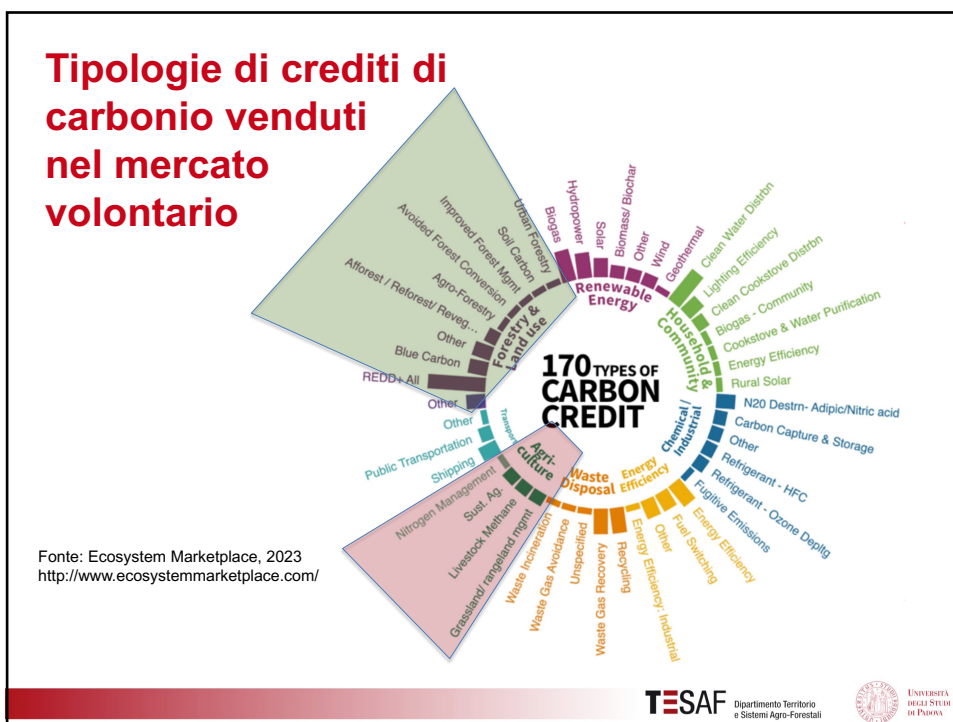 Tipologie di crediti di
carbonio venduti
nel mercato
volontario
Biogas
Hydropower
Solar
Biomass/ Biochar
Other
Wind
Geothermal
Renewable
Energy
Clean Water Distrbn
Lighting Efficiency
Clean Cookstove Distrbn
Biogas - Community
Cookstove & Water Purification
Energy Efficiency
Rural Solar
Household &
Community
N20 Destrn- Adipic/Nitric acid
Carbon Capture & Storage
Other
Refrigerant - HFC
Refrigerant - Ozone Depltg
Fugitive Emissions
Chemical /
Industrial
Energy Efficiency
Fuel Switching
Other
Energy Efficiency: Industrial
Energy
Efficiency
Recycling
Waste Gas Recovery
Unspecified
Waste Gas Avoidance
Waste Incineration
Waste
Disposal
Grassland/ rangeland mgmt
Livestock Methane
Sust. Ag.
Nitrogen Management
Agri-
culture
Shipping
Public Transportation
Other
Transport
Other
REDD+ All
Blue Carbon
Other
Afforest / Reforest/ Reveg...
Agro-Forestry
Avoided Forest Conversion
Improved Forest Mgmt
Soil Carbon
Urban Forestry
Forestry &
Land use
170 TYPES OF
CARBON
CREDIT
Fonte: Ecosystem Marketplace, 2023
http://www.ecosystemmarketplace.com/
TESAF Dipartimento Territorio
e Sistemi Agro-Forestali
UNIVERSITÀ
DEGLI STUDI
DI PADOVA